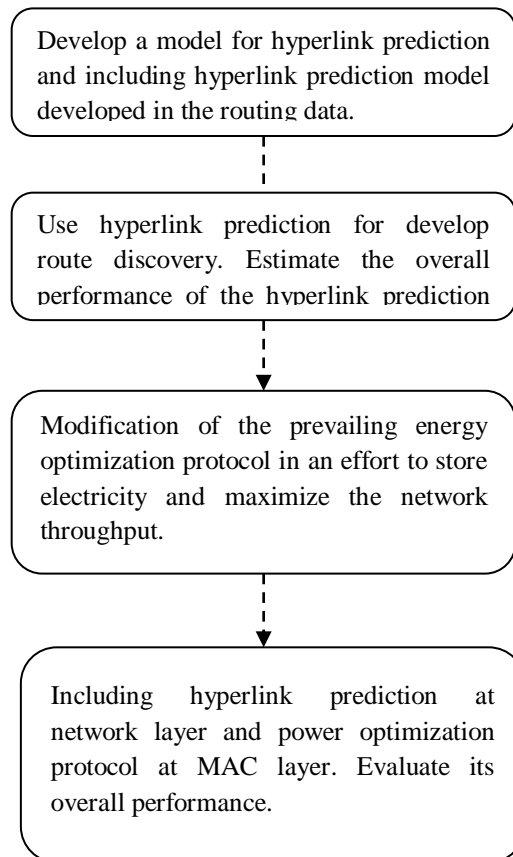 Develop a model for hyperlink prediction
and including hyperlink prediction model
developed in the routing data.
Use hyperlink prediction for develop
route discovery. Estimate the overall
performance of the hyperlink prediction
Modification of the prevailing energy
optimization protocol in an effort to store
electricity and maximize the network
throughput.
Including hyperlink prediction at
network layer and power optimization
protocol at MAC layer. Evaluate its
overall performance.